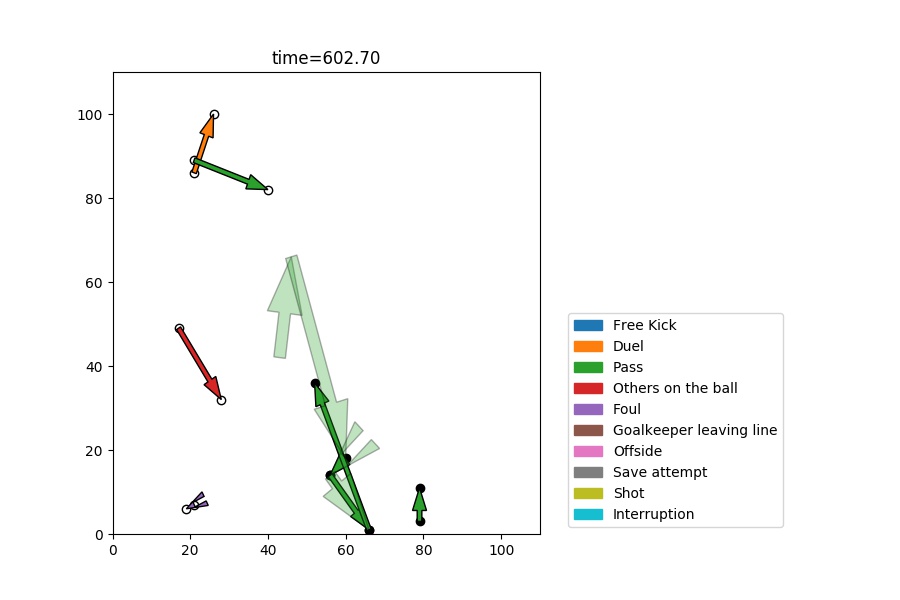 time=602.70
100
80
60
40
20
0
0 20 40 60 80 100
Free Kick
Duel
Pass
Others on the ball
Foul
Goalkeeper leaving line
Offside
Save attempt
Shot
Interruption